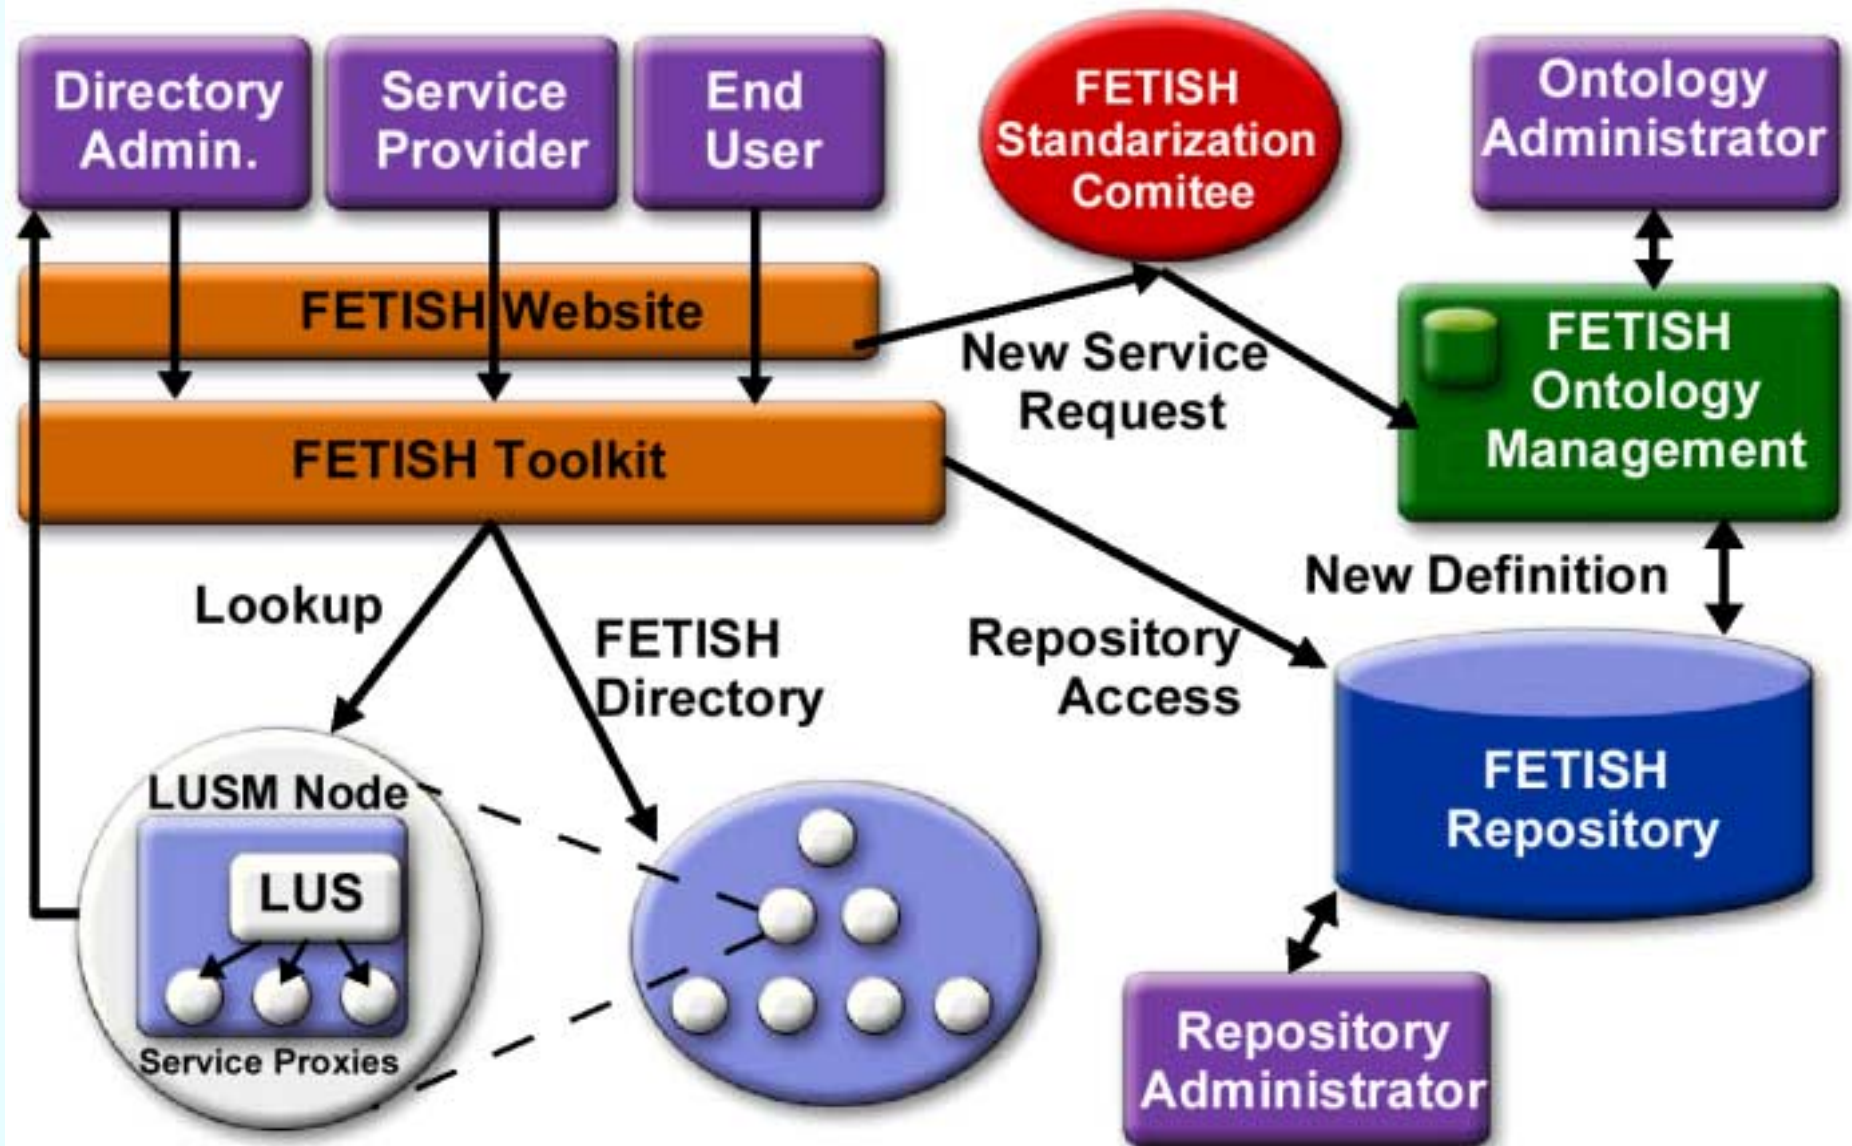 Directory
Admin.
Service
Provider
End
User
FETISH
Standarization
Comitee
Ontology
Administrator
FETISH Website
New Service
Request
FETISH
Ontology
Management
FETISH Toolkit
Lookup
FETISH
Directory
New Definition
Repository
Access
LUSM Node
LUS
Service Proxies
FETISH
Repository
Repository
Administrator